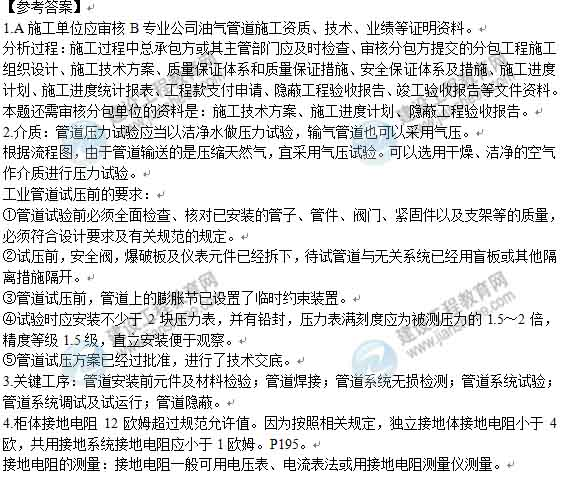 【参考答案】
1.A 施工单位应审核 B 专业公司油气管道施工资质、技术、业绩等证明资料。
分析过程：施工过程中总承包方或其主管部门应及时检查、审核分包方提交的分包工程施工
组织设计、施工技术方案、质量保证体系和质量保证措施、安全保证体系及措施、施工进度
计划、施工进度统计报表、工程款支付申请、隐蔽工程验收报告、竣工验收报告等文件资料。
本题还需审核分包单位的资料是：施工技术方案、施工进度计划、隐蔽工程验收报告。
2.介质：管道压力试验应当以洁净水做压力试验，输气管道也可以采用气压。
根据流程图，由于管道输送的是压缩天然气，宜采用气压试验。可以选用干燥、洁净的空气
作介质进行压力试验。
工业管道试压前的要求：
①管道试验前必须全面检查、核对已安装的管子、管件、阀门、紧固件以及支架等的质量，
必须符合设计要求及有关规范的规定。
②试压前，安全阀，爆破板及仪表元件已经拆下，待试管道与无关系统已经用盲板或其他隔
离措施隔开。
③管道试压前，管道上的膨胀节已设置了临时约束装置。
④试验时应安装不少于 2 块压力表，并有铅封，压力表满刻度应为被测压力的 1.5～2 倍，
精度等级 1.5 级，直立安装便于观察。
⑤管道试压方案已经过批准，进行了技术交底。
3.关键工序：管道安装前元件及材料检验；管道焊接；管道系统无损检测；管道系统试验；
管道系统调试及试运行；管道隐蔽。
4.柜体接地电阻 12 欧姆超过规范允许值。因为按照相关规定，独立接地体接地电阻小于 4
欧，共用接地系统接地电阻应小于 1 欧姆。P195。
接地电阻的测量：接地电阻一般可用电压表、电流表法或用接地电阻测量仪测量。
建设工程教育网